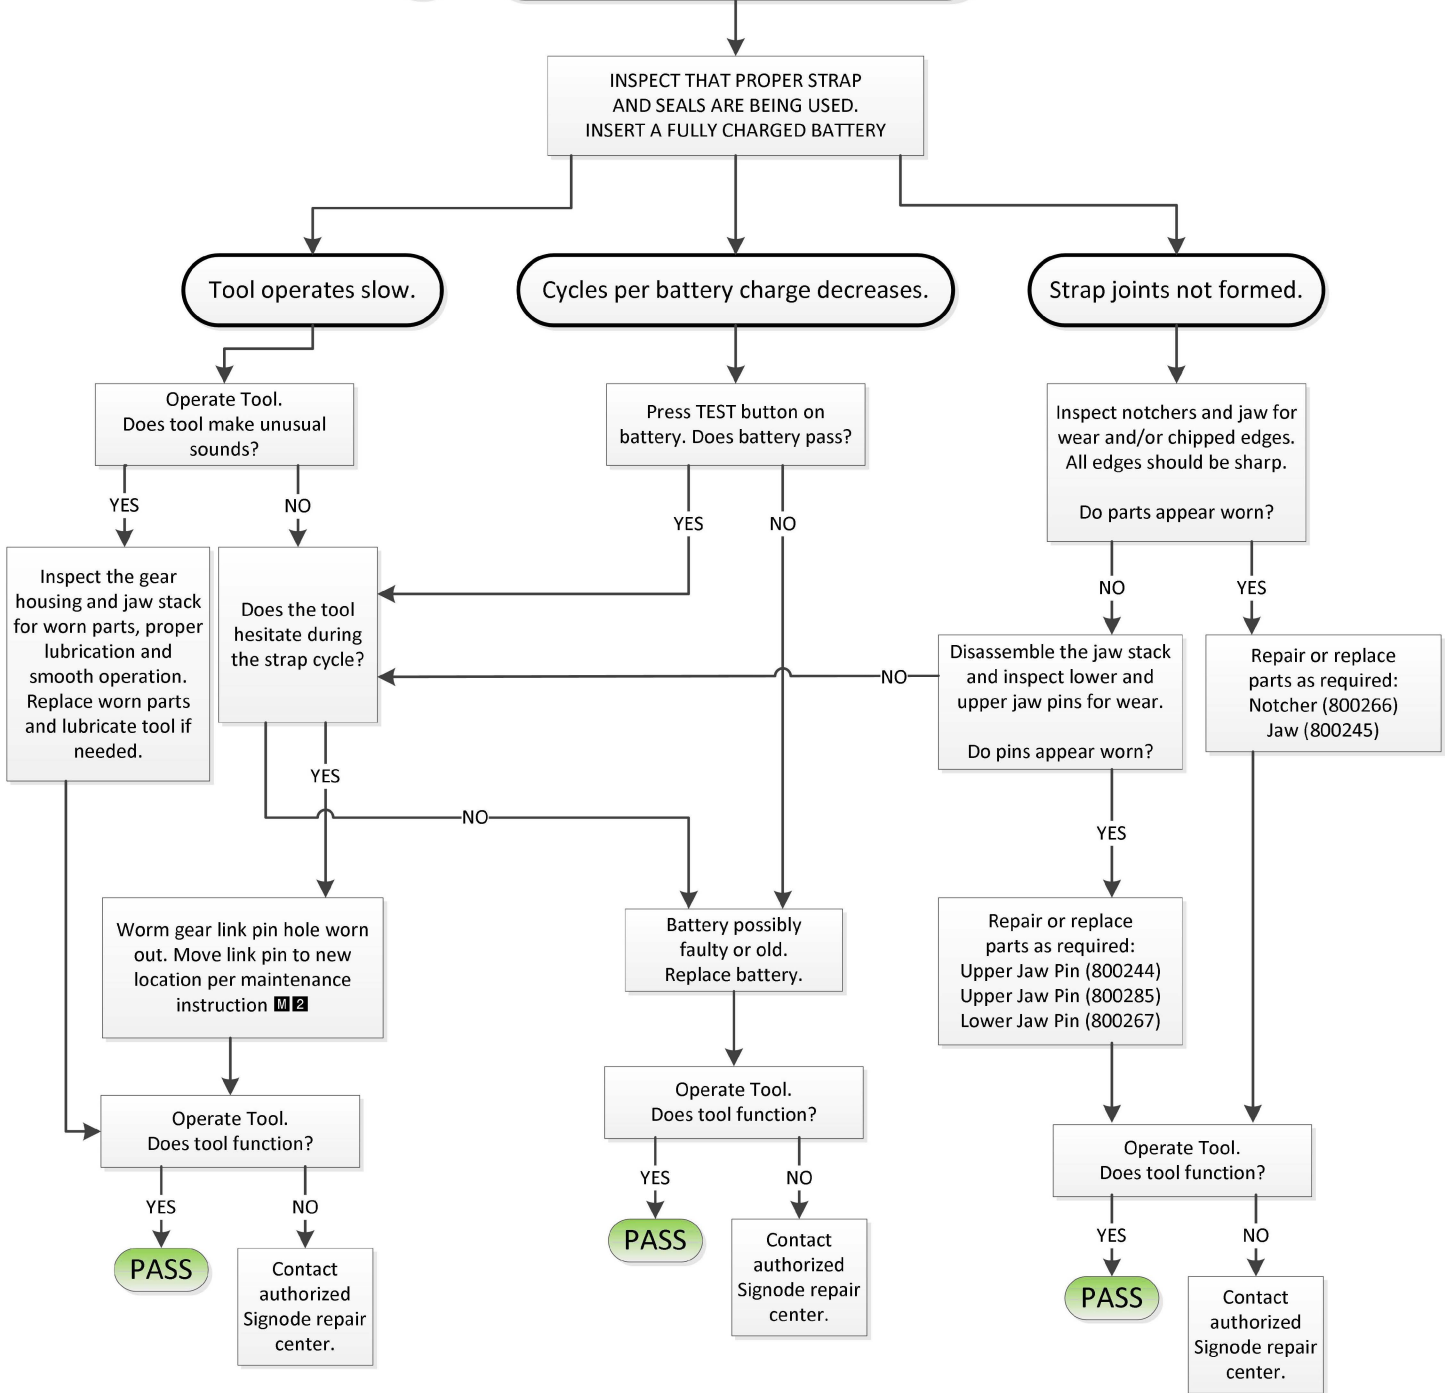 INSPECT THAT PROPER STRAP
AND SEALS ARE BEING USED.
INSERT A FULLY CHARGED BATTERY
Tool operates slow.
Cycles per battery charge decreases.
Strap joints not formed.
Operate Tool.
Does tool make unusual
sounds?
Press TEST button on
battery. Does battery pass?
Inspect notchers and jaw for
wear and/or chipped edges.
All edges should be sharp.
Do parts appear worn?
YES
NO
YES
NO
NO
YES
Inspect the gear
housing and jaw stack
for worn parts, proper
lubrication and
smooth operation.
Replace worn parts
and lubricate tool if
needed.
Does the tool
hesitate during
the strap cycle?
NO
Disassemble the jaw stack
and inspect lower and
upper jaw pins for wear.
Do pins appear worn?
Repair or replace
parts as required:
Notcher (800266)
Jaw (800245)
YES
NO
YES
Worm gear link pin hole worn
out. Move link pin to new
location per maintenance
instruction M 2
Battery possibly
faulty or old.
Replace battery.
Repair or replace
parts as required:
Upper Jaw Pin (800244)
Upper Jaw Pin (800285)
Lower Jaw Pin (800267)
Operate Tool.
Does tool function?
Operate Tool.
Does tool function?
Operate Tool.
Does tool function?
YES
NO
YES
NO
YES
NO
PASS
Contact
authorized
Signode repair
center.
PASS
Contact
authorized
Signode repair
center.
PASS
Contact
authorized
Signode repair
center.